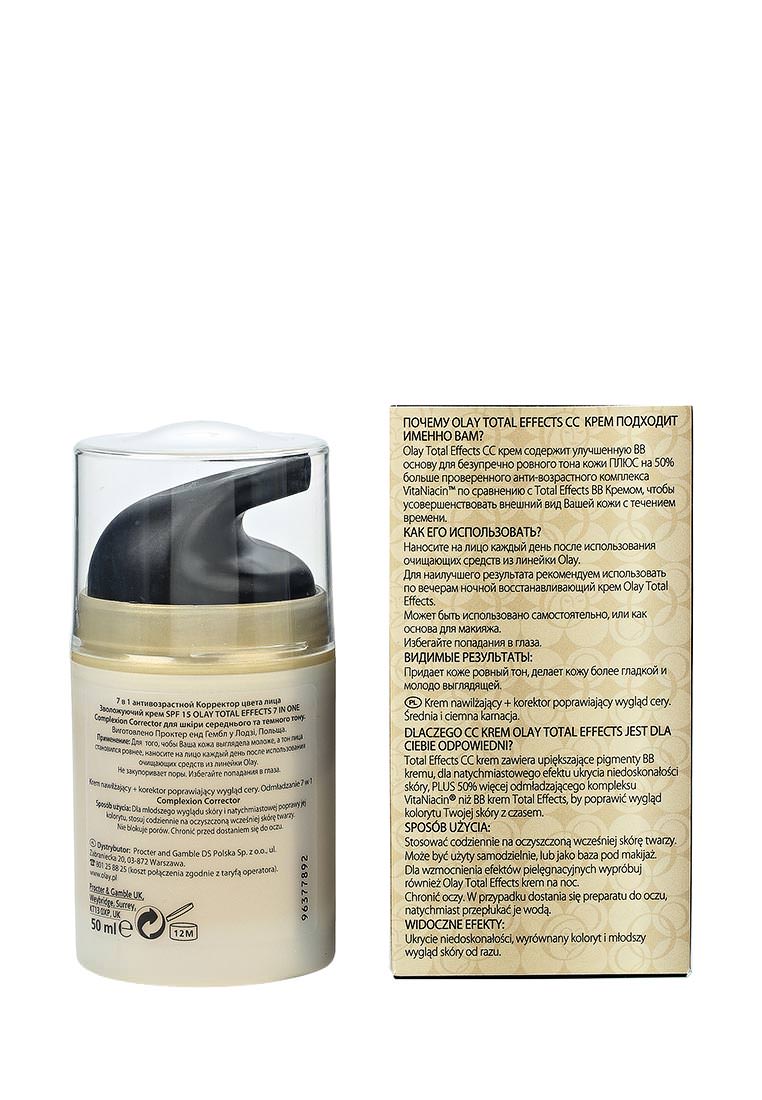 7 в 1 антивозрастной Корректор цвета лица
Зволожуючий крем SPF 15 OLAY TOTAL EFFECTS 7 IN ONE
Complexion Corrector для шкіри середнього та темного тону.
Виготовлено Проктер енд Гембл у Лодзі, Польща.
Применение: Для того, чтобы Ваша кожа выглядела моложе, а тон лица
становился ровнее, наносите на лицо каждый день после использования
очищающих средств из линейки Olay.
Не закупоривает поры. Избегайте попадания в глаза.
Krem nawilżający + korektor poprawiający wygląd cery. Odmładzanie 7 w 1
Complexion Corrector
Sposób użycia: Dla młodszego wyglądu skóry i natychmiastowej poprawy jej
kolorytu, stosuj codziennie na oczyszczoną wcześniej skórę twarzy.
Nie blokuje porów. Chronić przed dostaniem się do oczu.
PL Dystrybutor: Procter and Gamble DS Polska Sp. z o.o., ul.
Zabraniecka 20, 03-872 Warszawa.
☎ 801 25 88 25 (koszt połączenia zgodnie z taryfą operatora).
www.olay.pl
Procter & Gamble UK,
Weybridge, Surrey,
KT13 0XP, UK
50 ml ℮ 12M
96377892
ПОЧЕМУ OLAY TOTAL EFFECTS CC КРЕМ ПОДХОДИТ
ИМЕННО ВАМ?
Olay Total Effects CC крем содержит улучшенную BB
основу для безупречно ровного тона кожи ПЛЮС на 50%
больше проверенного анти-возрастного комплекса
VitaNiacin™ по сравнению с Total Effects BB Кремом, чтобы
усовершенствовать внешний вид Вашей кожи с течением
времени.
КАК ЕГО ИСПОЛЬЗОВАТЬ?
Наносите на лицо каждый день после использования
очищающих средств из линейки Olay.
Для наилучшего результата рекомендуем использовать
по вечерам ночной восстанавливающий крем Olay Total
Effects.
Может быть использовано самостоятельно, или как
основа для макияжа.
Избегайте попадания в глаза.
ВИДИМЫЕ РЕЗУЛЬТАТЫ:
Придает коже ровный тон, делает кожу более гладкой и
молодо выглядящей.
PL Krem nawilżający + korektor poprawiający wygląd cery.
Średnia i ciemna karnacja.
DLACZEGO CC KREM OLAY TOTAL EFFECTS JEST DLA
CIEBIE ODPOWIEDNI?
Total Effects CC krem zawiera upiększające pigmenty BB
kremu, dla natychmiastowego efektu ukrycia niedoskonałości
skóry, PLUS 50% więcej odmładzającego kompleksu
VitaNiacin® niż BB krem Total Effects, by poprawić wygląd
kolorytu Twojej skóry z czasem.
SPOSÓB UŻYCIA:
Stosować codziennie na oczyszczoną wcześniej skórę twarzy.
Może być użyty samodzielnie, lub jako baza pod makijaż.
Dla wzmocnienia efektów pielęgnacyjnych wypróbuj
również Olay Total Effects krem na noc.
Chronić oczy. W przypadku dostania się preparatu do oczu,
natychmiast przepłukać je wodą.
WIDOCZNE EFEKTY:
Ukrycie niedoskonałości, wyrównany koloryt i młodszy
wygląd skóry od razu.